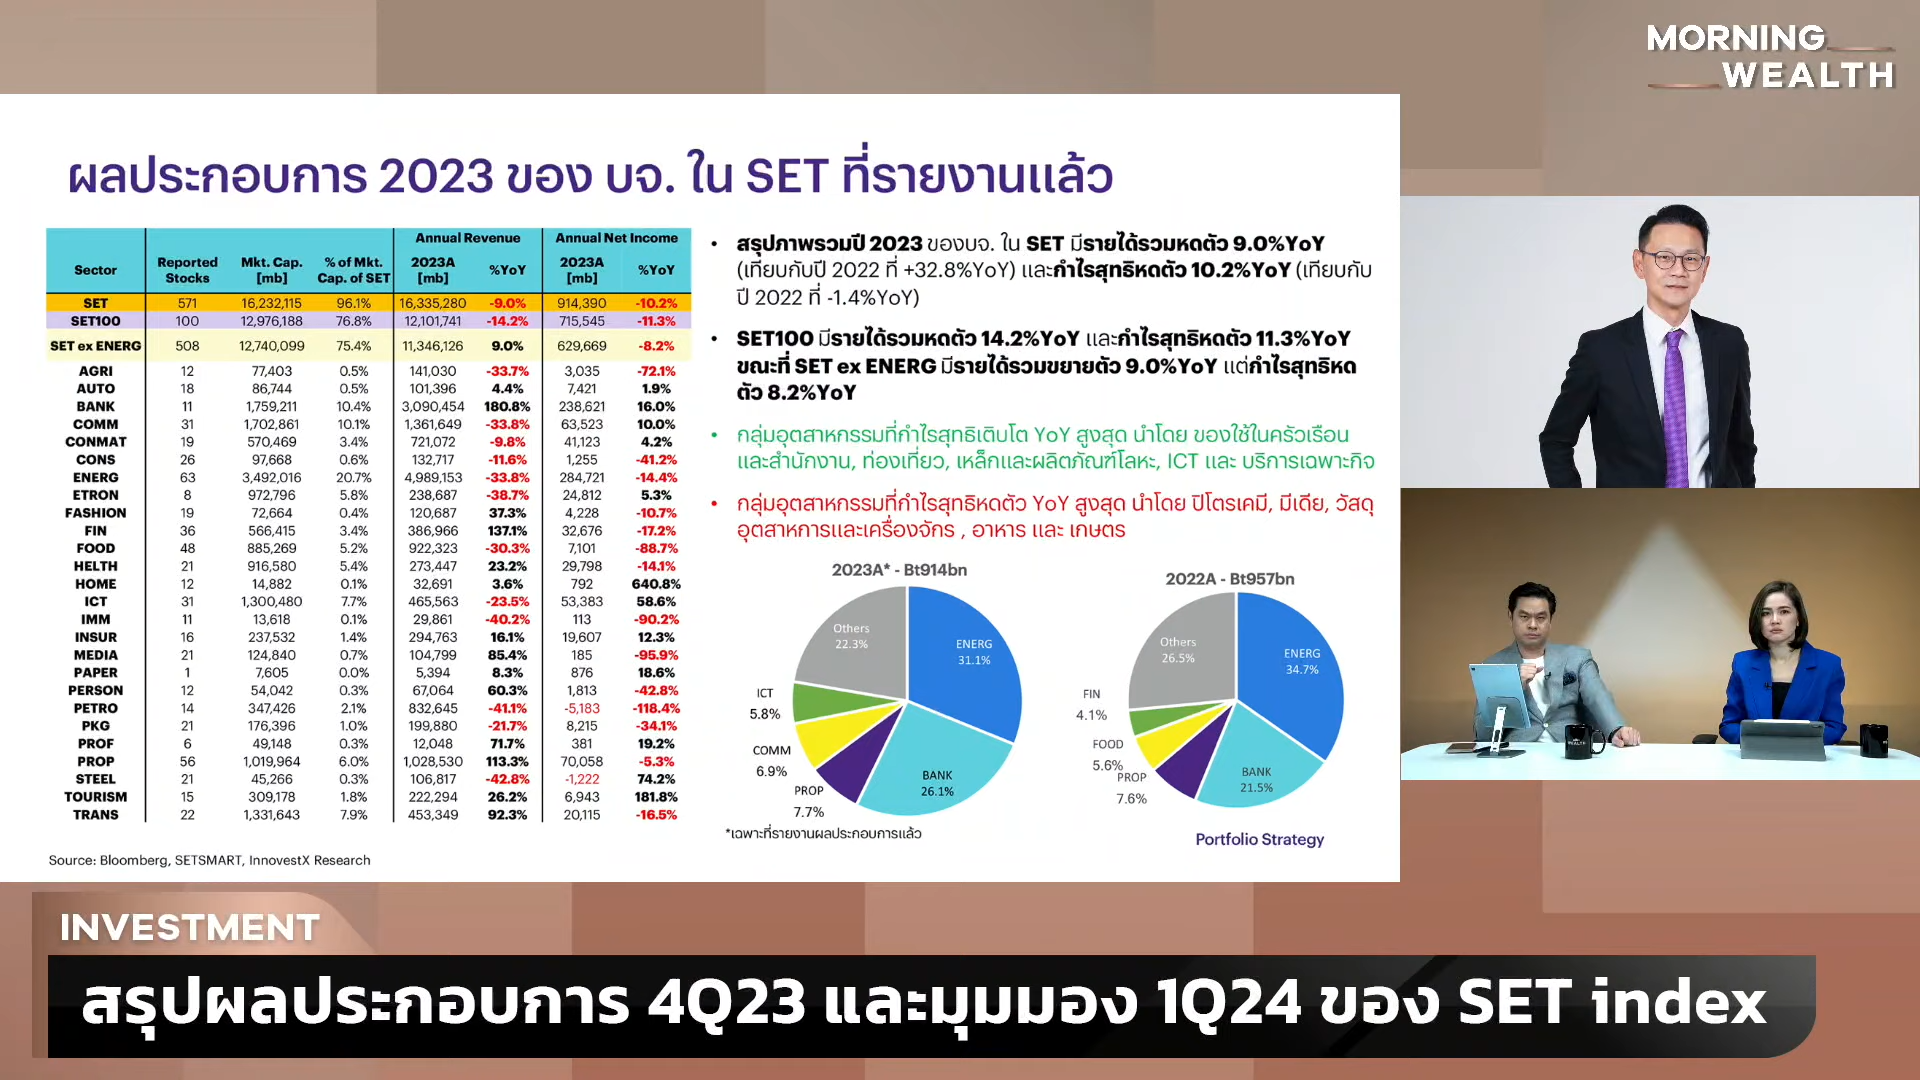 MORNING
WEALTH
ผลประกอบการ 2023 ของ บจ. ใน SET ที่รายงานแล้ว
Annual Revenue Annual Net Income
Sector Reported Stocks Mkt. Cap. [mb] % of Mkt. Cap. of SET 2023A [mb] %YoY 2023A [mb] %YoY
SET 571 16,232,115 96.1% 16,335,280 -9.0% 914,390 -10.2%
SET100 100 12,976,188 76.8% 12,101,741 -14.2% 715,545 -11.3%
SET ex ENERG 508 12,740,099 75.4% 11,346,126 9.0% 629,669 -8.2%
AGRI 12 77,403 0.5% 141,030 -33.7% 3,035 -72.1%
AUTO 18 86,744 0.5% 101,396 4.4% 7,421 1.9%
BANK 11 1,759,211 10.4% 3,090,454 180.8% 238,621 16.0%
COMM 31 1,702,861 10.1% 1,361,649 -33.8% 63,523 10.0%
CONMAT 19 570,469 3.4% 721,072 -9.8% 41,123 4.2%
CONS 26 97,668 0.6% 132,717 -11.6% 1,255 -41.2%
ENERG 63 3,492,016 20.7% 4,989,153 -33.8% 284,721 -14.4%
ETRON 8 972,796 5.8% 238,687 -38.7% 24,812 5.3%
FASHION 19 72,664 0.4% 120,687 37.3% 4,228 -10.7%
FIN 36 566,415 3.4% 386,966 137.1% 32,676 -17.2%
FOOD 48 885,269 5.2% 922,323 -30.3% 7,101 -88.7%
HELTH 21 916,580 5.4% 273,447 23.2% 29,798 -14.1%
HOME 12 14,882 0.1% 32,691 3.6% 792 640.8%
ICT 31 1,300,480 7.7% 465,563 -23.5% 53,383 58.6%
IMM 11 13,618 0.1% 29,861 -40.2% 113 -90.2%
INSUR 16 237,532 1.4% 294,763 16.1% 19,607 12.3%
MEDIA 21 124,840 0.7% 104,799 85.4% 185 -95.9%
PAPER 1 7,605 0.0% 5,394 8.3% 876 18.6%
PERSON 12 54,042 0.3% 67,064 60.3% 1,813 -42.8%
PETRO 14 347,426 2.1% 832,645 -41.1% -5,183 -118.4%
PKG 21 176,396 1.0% 199,880 -21.7% 8,215 -34.1%
PROF 6 49,148 0.3% 12,048 71.7% 381 19.2%
PROP 56 1,019,964 6.0% 1,028,530 113.3% 70,058 -5.3%
STEEL 21 45,266 0.3% 106,817 -42.8% -1,222 74.2%
TOURISM 15 309,178 1.8% 222,294 26.2% 6,943 181.8%
TRANS 22 1,331,643 7.9% 453,349 92.3% 20,115 -16.5%
Source: Bloomberg, SETSMART, InnovestX Research
• สรุปภาพรวมปี 2023 ของบจ. ใน SET มีรายได้รวมหดตัว 9.0%YoY
(เทียบกับปี 2022 ที่ +32.8%YoY) และกำไรสุทธิหดตัว 10.2%YoY (เทียบกับ
ปี 2022 ที่ -1.4%YoY)
• SET100 มีรายได้รวมหดตัว 14.2%YoY และกำไรสุทธิหดตัว 11.3%YoY
ขณะที่ SET ex ENERG มีรายได้รวมขยายตัว 9.0%YoY แต่กำไรสุทธิหด
ตัว 8.2%YoY
• กลุ่มอุตสาหกรรมที่กำไรสุทธิเติบโต YoY สูงสุด นำโดย ของใช้ในครัวเรือน
และสำนักงาน, ท่องเที่ยว, เหล็กและผลิตภัณฑ์โลหะ, ICT และ บริการเฉพาะกิจ
• กลุ่มอุตสาหกรรมที่กำไรสุทธิหดตัว YoY สูงสุด นำโดย ปิโตรเคมี, มีเดีย, วัสดุ
อุตสาหการและเครื่องจักร , อาหาร และ เกษตร
2023A* - Bt914bn
Others
22.3%
ENERG
31.1%
ICT
5.8%
COMM
6.9%
PROP
7.7%
BANK
26.1%
*เฉพาะที่รายงานผลประกอบการแล้ว
2022A - Bt957bn
Others
26.5%
ENERG
34.7%
FIN
4.1%
FOOD
5.6%
PROP
7.6%
BANK
21.5%
Portfolio Strategy
WEALTH
INVESTMENT
สรุปผลประกอบการ 4Q23 และมุมมอง 1Q24 ของ SET index